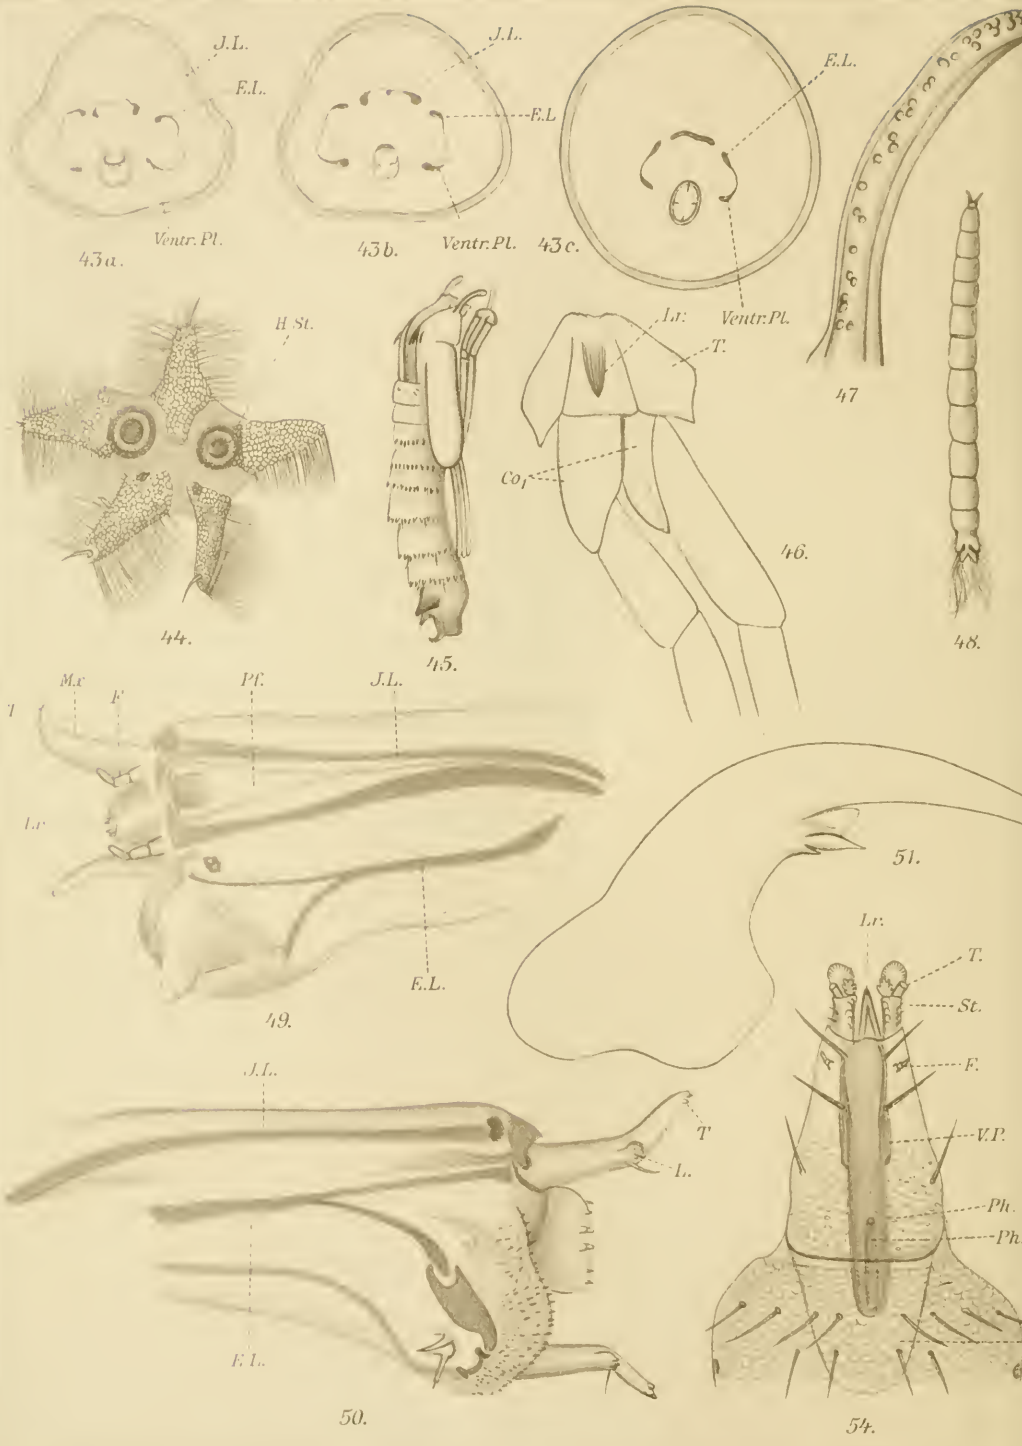 J.L.
E.L.
Ventr.Pl.
43a.
J.L.
E.L
43b.
Ventr.Pl.
E.L.
43c.
Ventr.Pl.
47
H St.
44.
45.
Lr.
T.
Co,
46.
48.
T
Mx
F
Pf.
J.L.
Lr
E.L.
49.
51.
J.L.
T
L.
E.L.
50.
Lr.
T.
St.
F.
V.P.
Ph.
Ph
54.